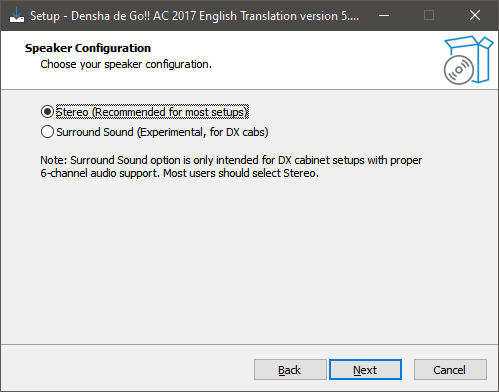 Setup - Densha de Go!! AC 2017 English Translation version 5....
Speaker Configuration
Choose your speaker configuration.
Stereo (Recommended for most setups)
Surround Sound (Experimental, for DX cabs)
Note: Surround Sound option is only intended for DX cabinet setups with proper
6-channel audio support. Most users should select Stereo.
Back
Next
Cancel